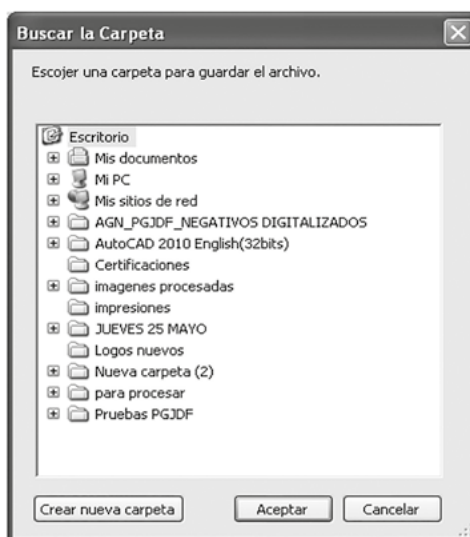 Buscar la Carpeta
Escojer una carpeta para guardar el archivo.
Escritorio
Mis documentos
Mi PC
Mis sitios de red
AGN_PGJDF_NEGATIVOS DIGITALIZADOS
AutoCAD 2010 English(32bits)
Certificaciones
imagenes procesadas
impresiones
JUEVES 25 MAYO
Logos nuevos
Nueva carpeta (2)
para procesar
Pruebas PGJDF
Crear nueva carpeta Aceptar Cancelar